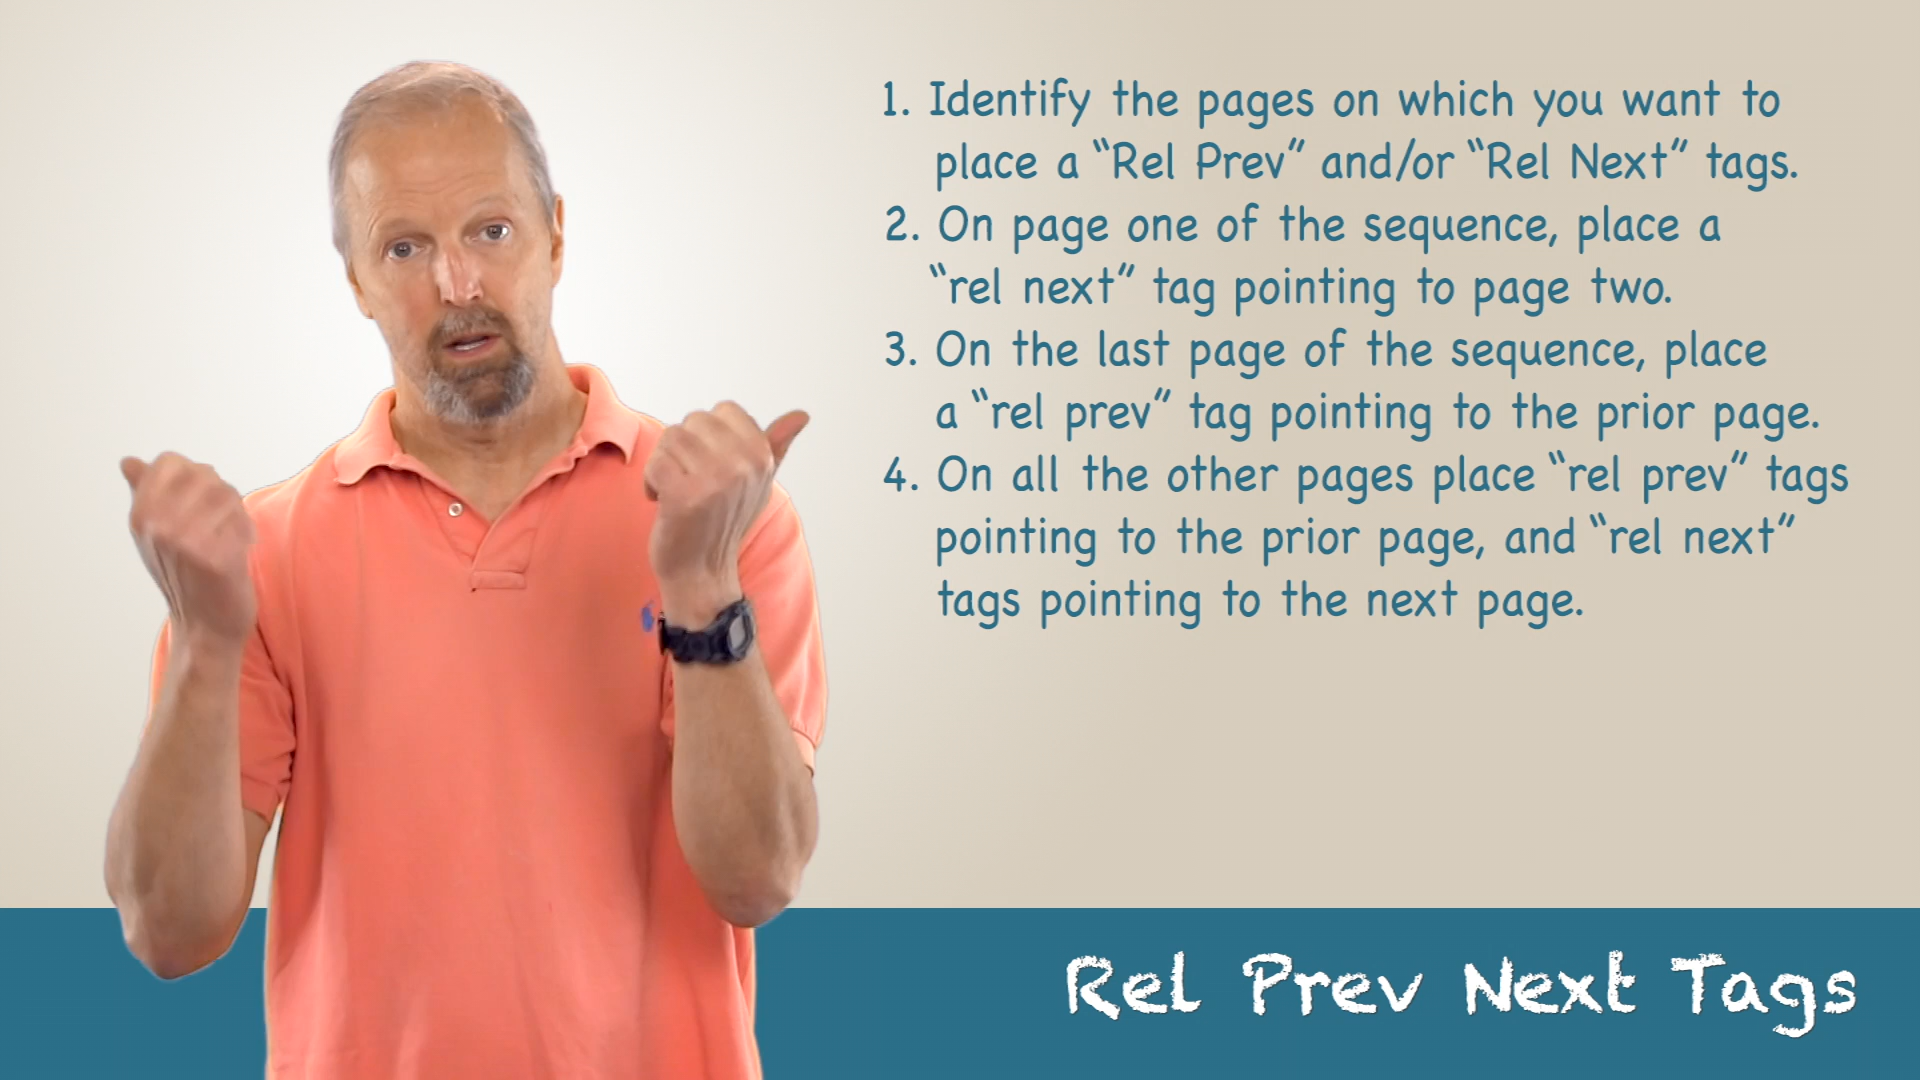 1. Identify the pages on which you want to
place a “Rel Prev” and/or “Rel Next” tags.
2. On page one of the sequence, place a
“rel next” tag pointing to page two.
3. On the last page of the sequence, place
a “rel prev” tag pointing to the prior page.
4. On all the other pages place “rel prev” tags
pointing to the prior page, and “rel next”
tags pointing to the next page.
Rel Prev Next Tags